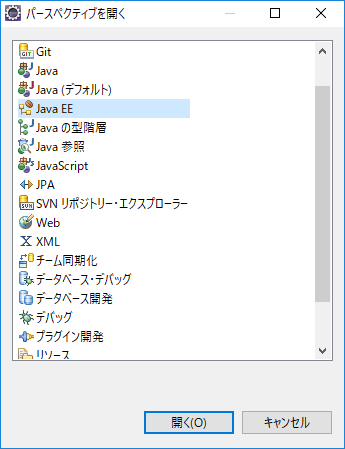 パースペクティブを開く
Git
Java
Java (デフォルト)
Java EE
Java の型階層
Java 参照
JavaScript
JPA
SVN リポジトリー・エクスプローラー
Web
XML
チーム同期化
データベース・デバッグ
データベース開発
デバッグ
プラグイン開発
リソース
開く(O)
キャンセル